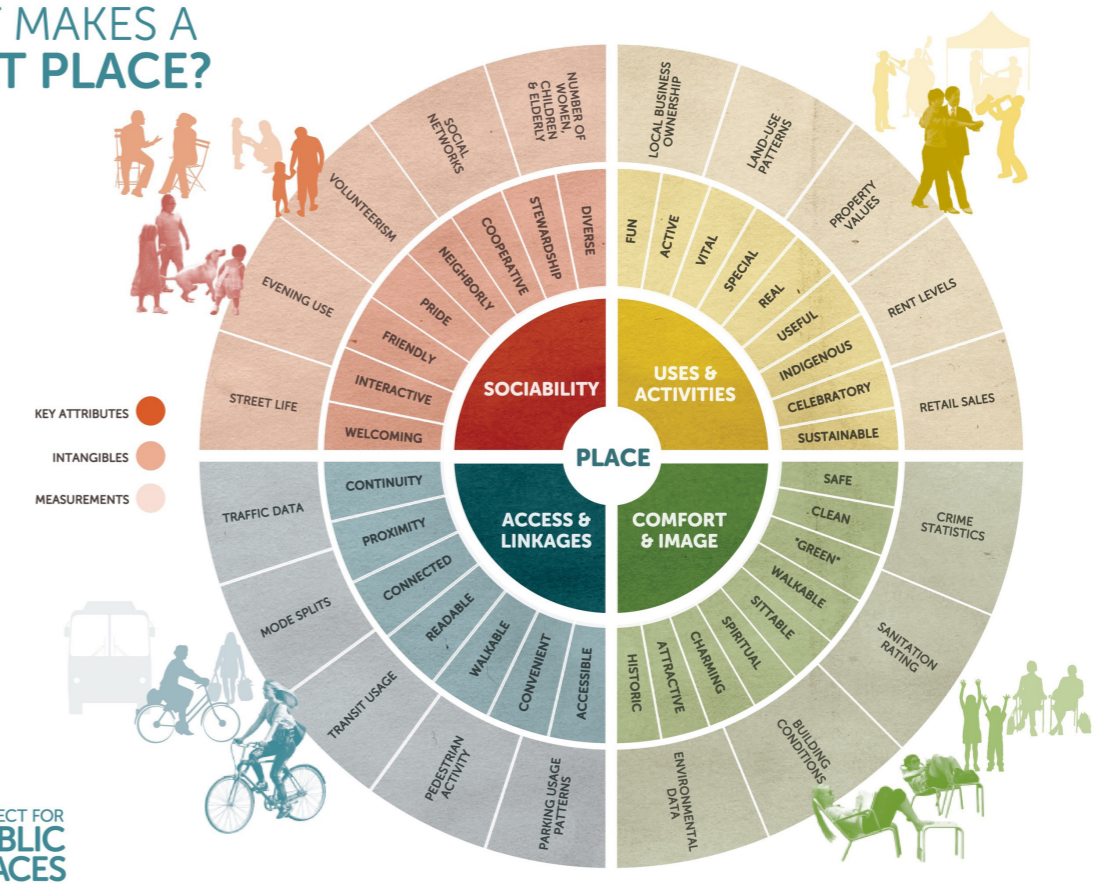 T MAKES A
T PLACE?
KEY ATTRIBUTES
INTANGIBLES
MEASUREMENTS
PLACE
SOCIABILITY
USES &
ACTIVITIES
ACCESS &
LINKAGES
COMFORT
& IMAGE
WELCOMING
INTERACTIVE
FRIENDLY
PRIDE
NEIGHBORLY
COOPERATIVE
STEWARDSHIP
DIVERSE
STREET LIFE
EVENING USE
VOLUNTEERISM
SOCIAL
NETWORKS
NUMBER OF
WOMEN,
CHILDREN
& ELDERLY
FUN
ACTIVE
VITAL
SPECIAL
REAL
USEFUL
INDIGENOUS
CELEBRATORY
SUSTAINABLE
LOCAL BUSINESS
OWNERSHIP
LAND-USE
PATTERNS
PROPERTY
VALUES
RENT LEVELS
RETAIL SALES
SAFE
CLEAN
"GREEN"
WALKABLE
SITTABLE
SPIRITUAL
CHARMING
ATTRACTIVE
HISTORIC
CRIME
STATISTICS
SANITATION
RATING
BUILDING
CONDITIONS
ENVIRONMENTAL
DATA
CONTINUITY
PROXIMITY
CONNECTED
READABLE
WALKABLE
CONVENIENT
ACCESSIBLE
TRAFFIC DATA
MODE SPLITS
TRANSIT USAGE
PEDESTRIAN
ACTIVITY
PARKING USAGE
PATTERNS
ECT FOR
BLIC
ACES